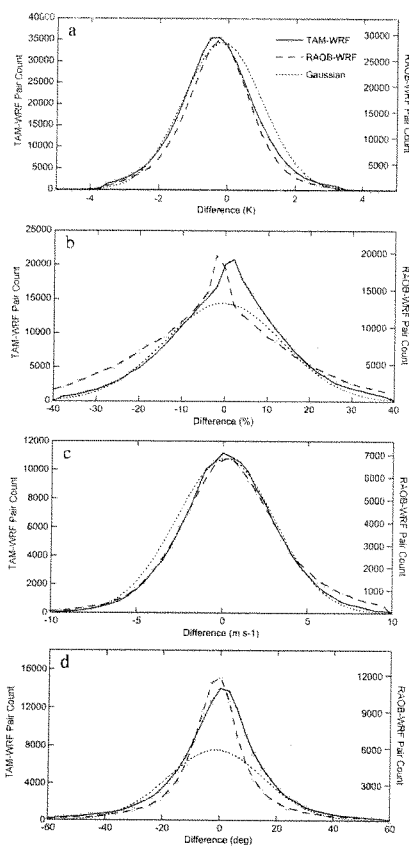 a
TAM-WRF
RAOB-WRF
Gaussian
TAM-WRF Pair Count
RAOB-WRF Pair Count
40000
35000
30000
25000
20000
15000
10000
5000
0
30000
25000
20000
15000
10000
5000
-4 -2 0 2 4
Difference (K)
b
TAM-WRF Pair Count
RAOB-WRF Pair Count
25000
20000
15000
10000
5000
0
20000
15000
10000
5000
-40 -30 -20 -10 0 10 20 30 40
Difference (%)
c
TAM-WRF Pair Count
RAOB-WRF Pair Count
12000
10000
8000
6000
4000
2000
0
7000
6000
5000
4000
3000
2000
1000
-10 -5 0 5 10
Difference (m s-1)
d
TAM-WRF Pair Count
RAOB-WRF Pair Count
16000
12000
8000
4000
0
12000
9000
6000
3000
-60 -40 -20 0 20 40 60
Difference (deg)